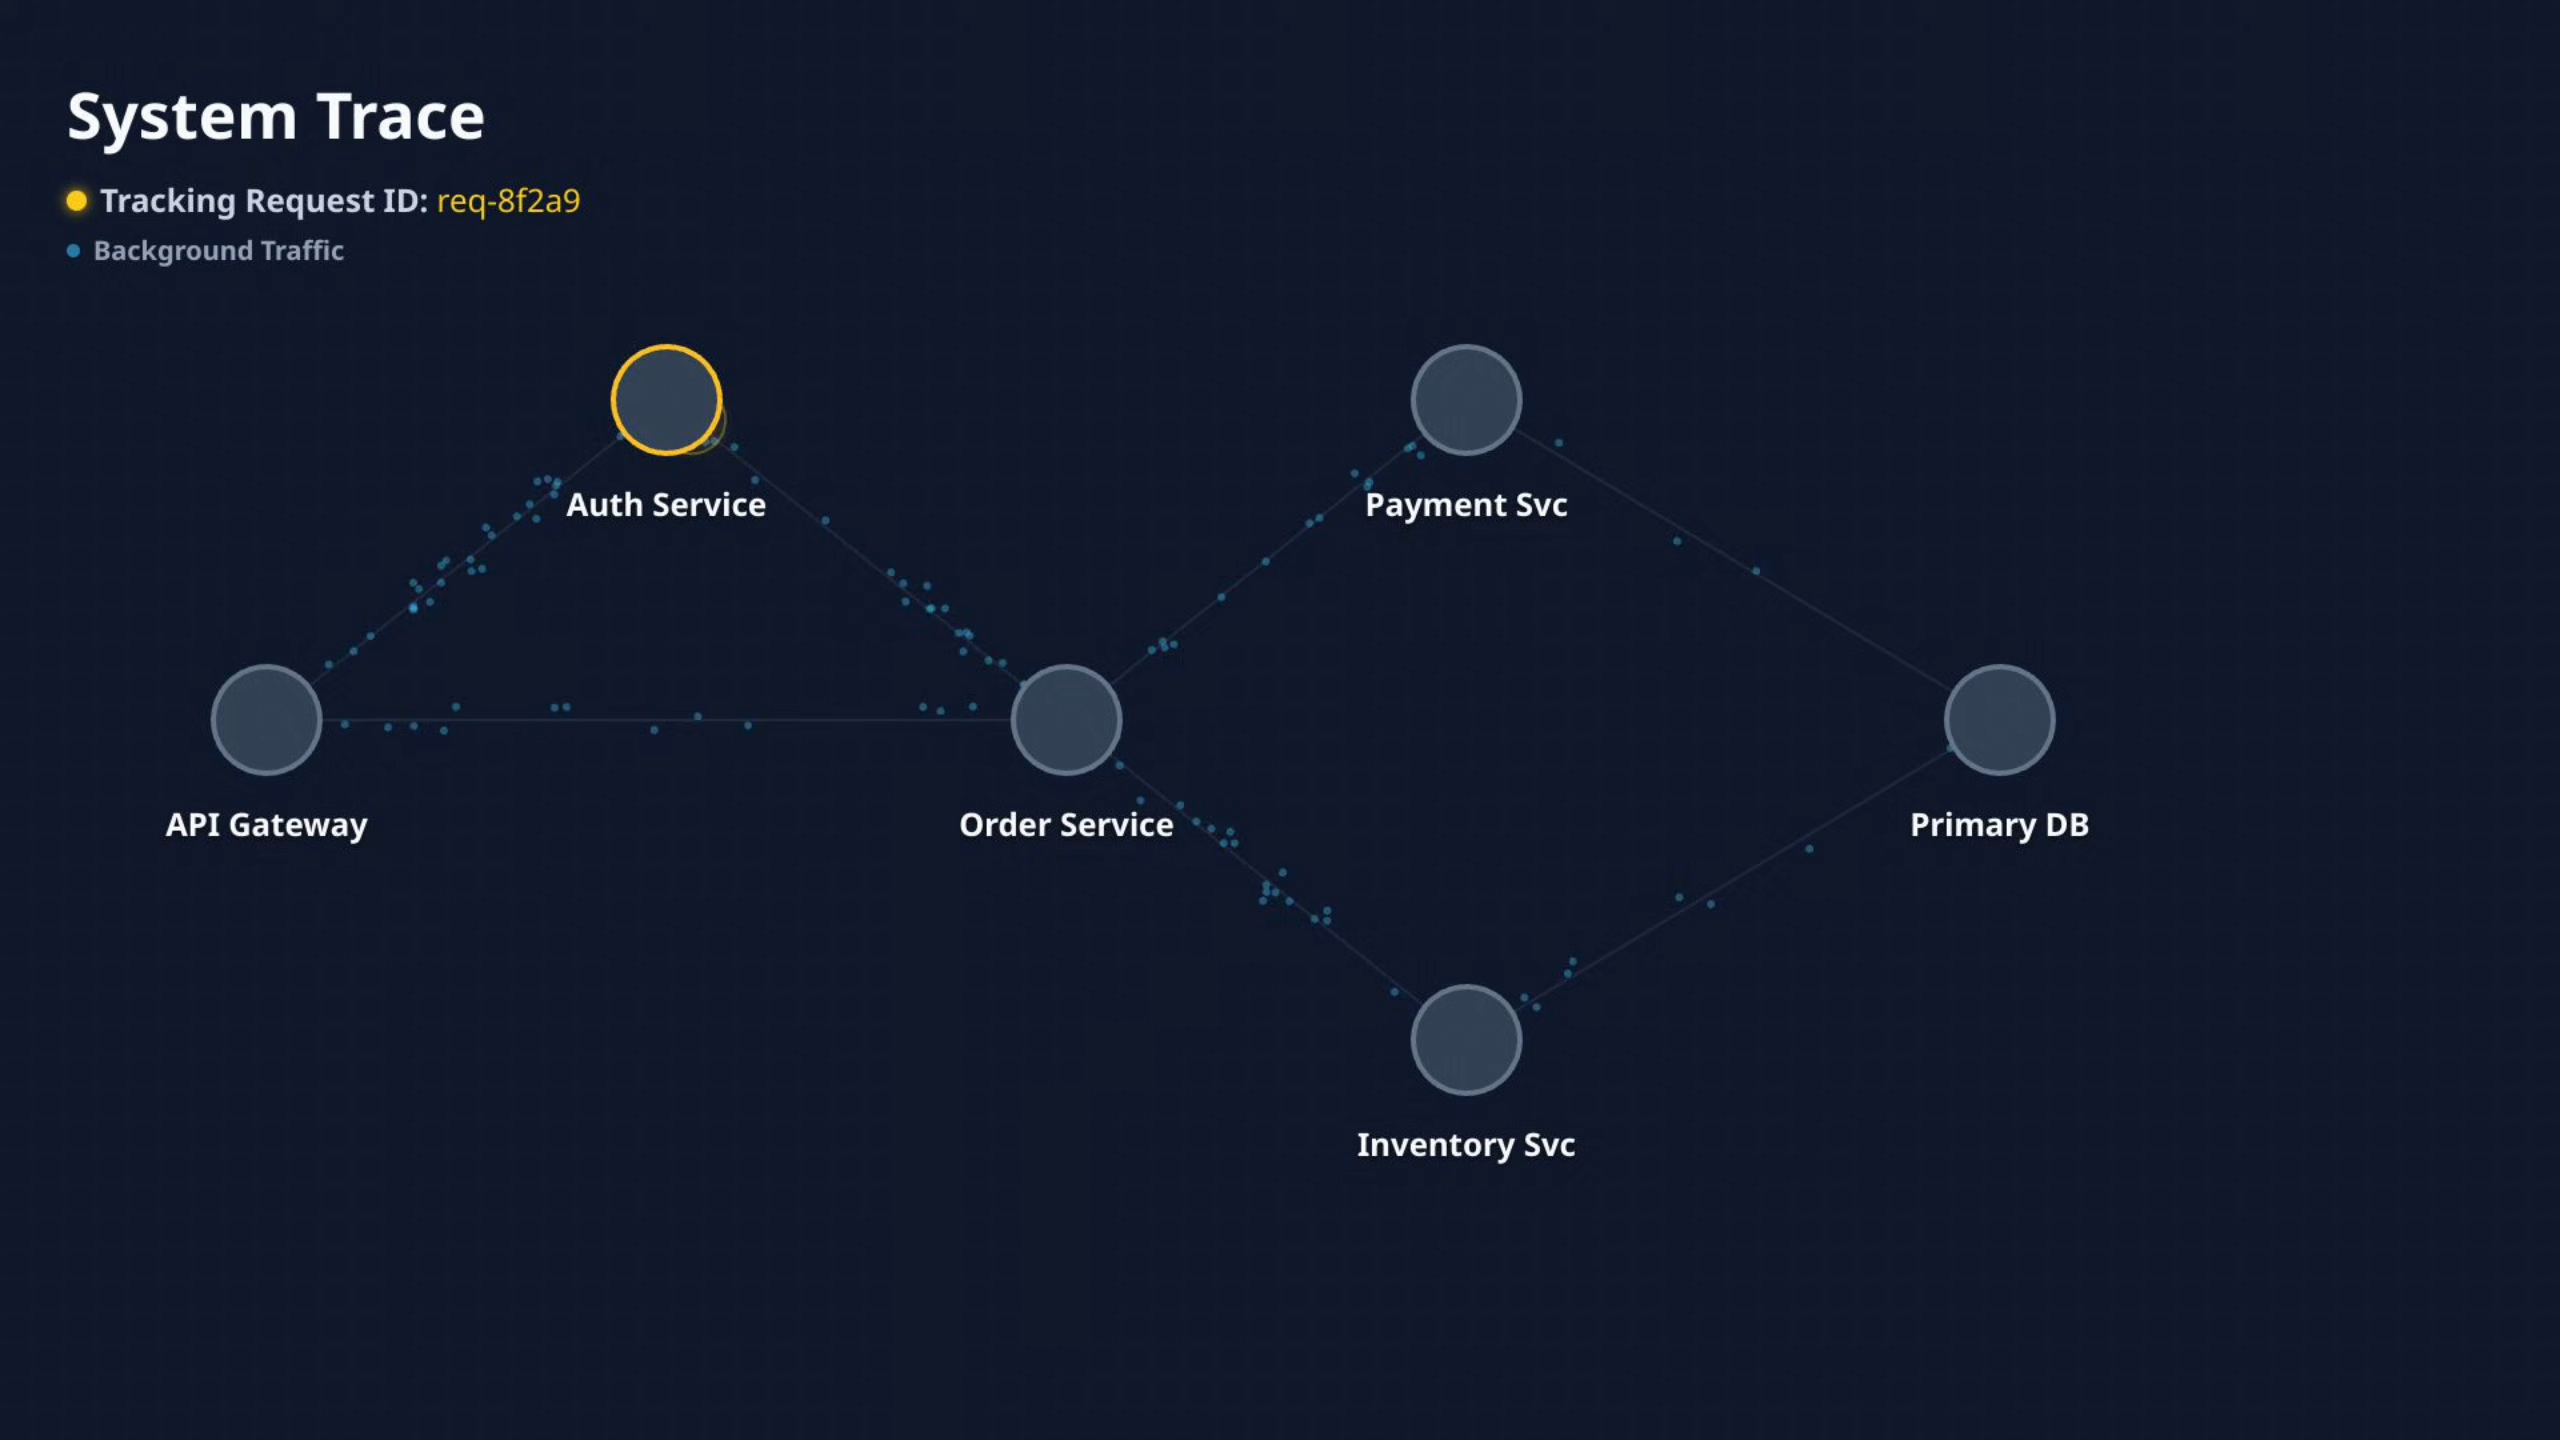 System Trace
Tracking Request ID: req-8f2a9
Background Traffic
Auth Service
Payment Svc
API Gateway
Order Service
Primary DB
Inventory Svc